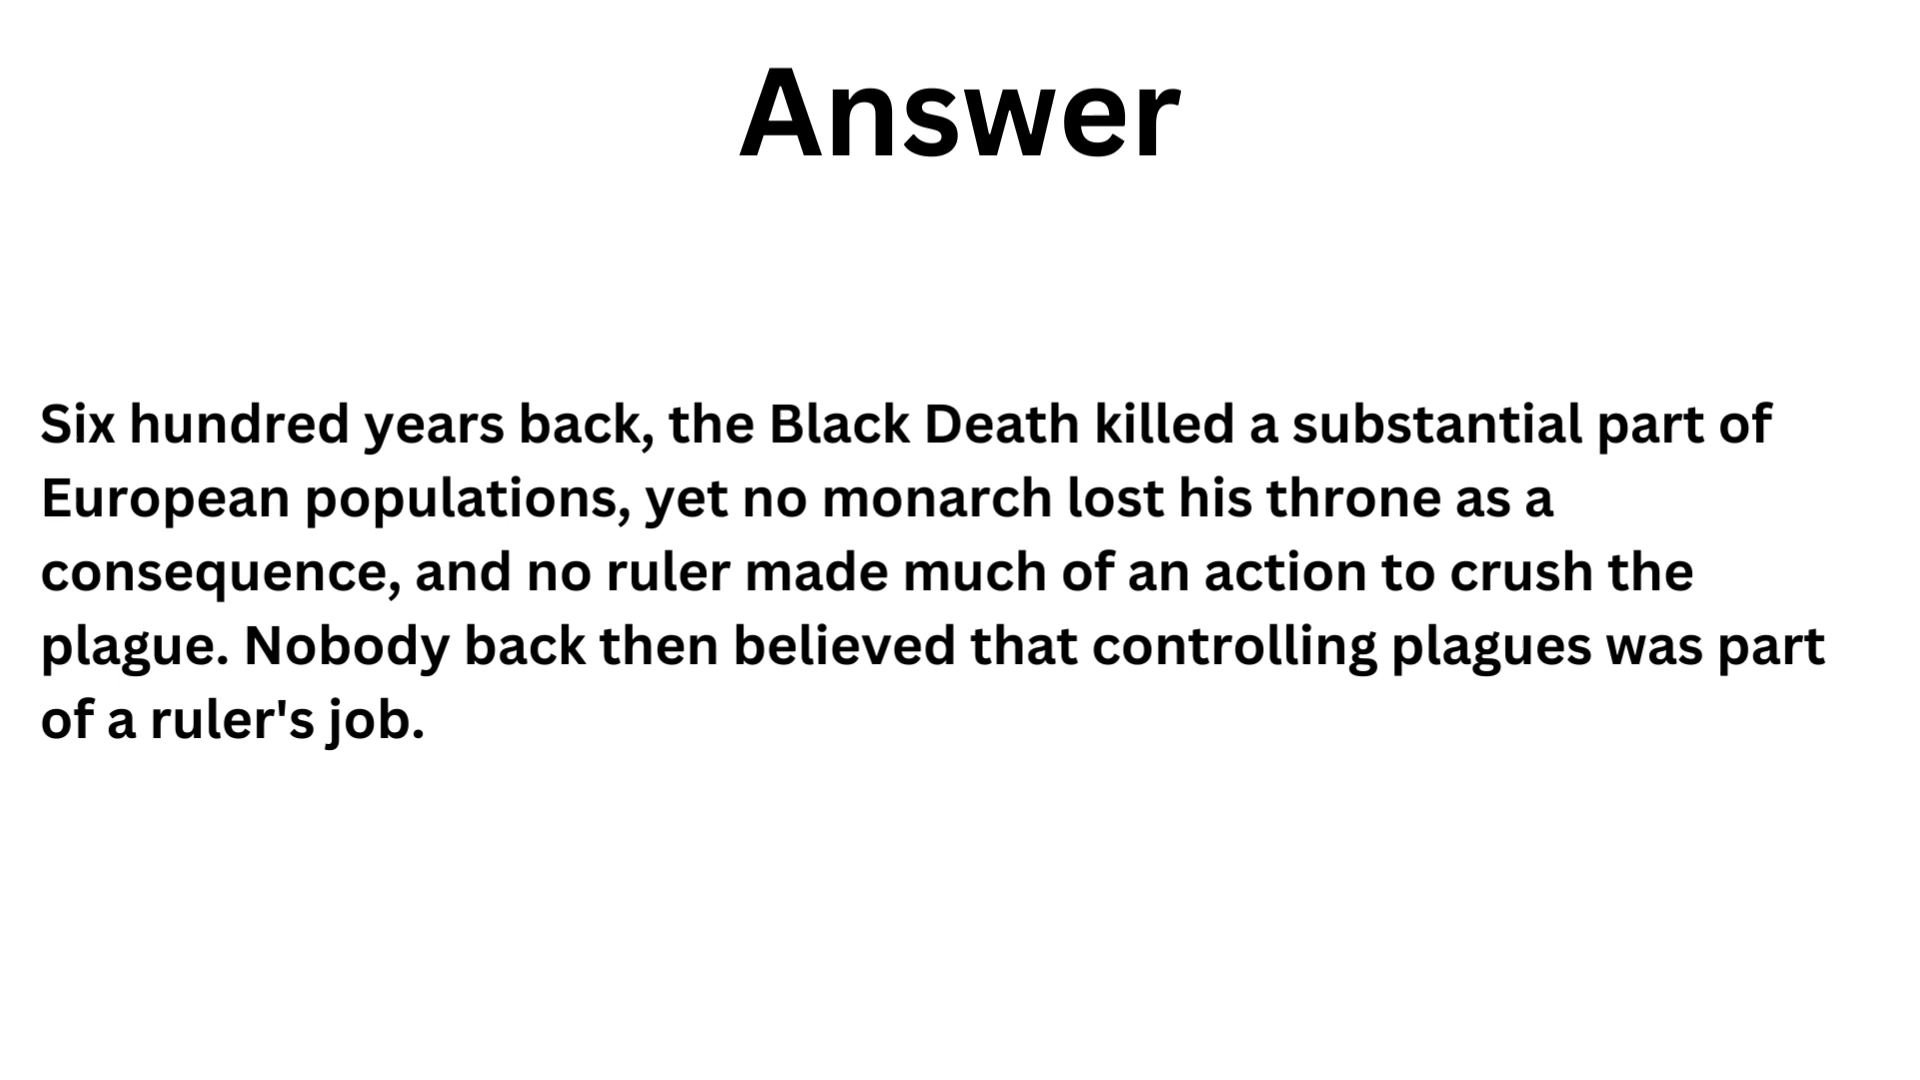 Answer
Six hundred years back, the Black Death killed a substantial part of
European populations, yet no monarch lost his throne as a
consequence, and no ruler made much of an action to crush the
plague. Nobody back then believed that controlling plagues was part
of a ruler's job.